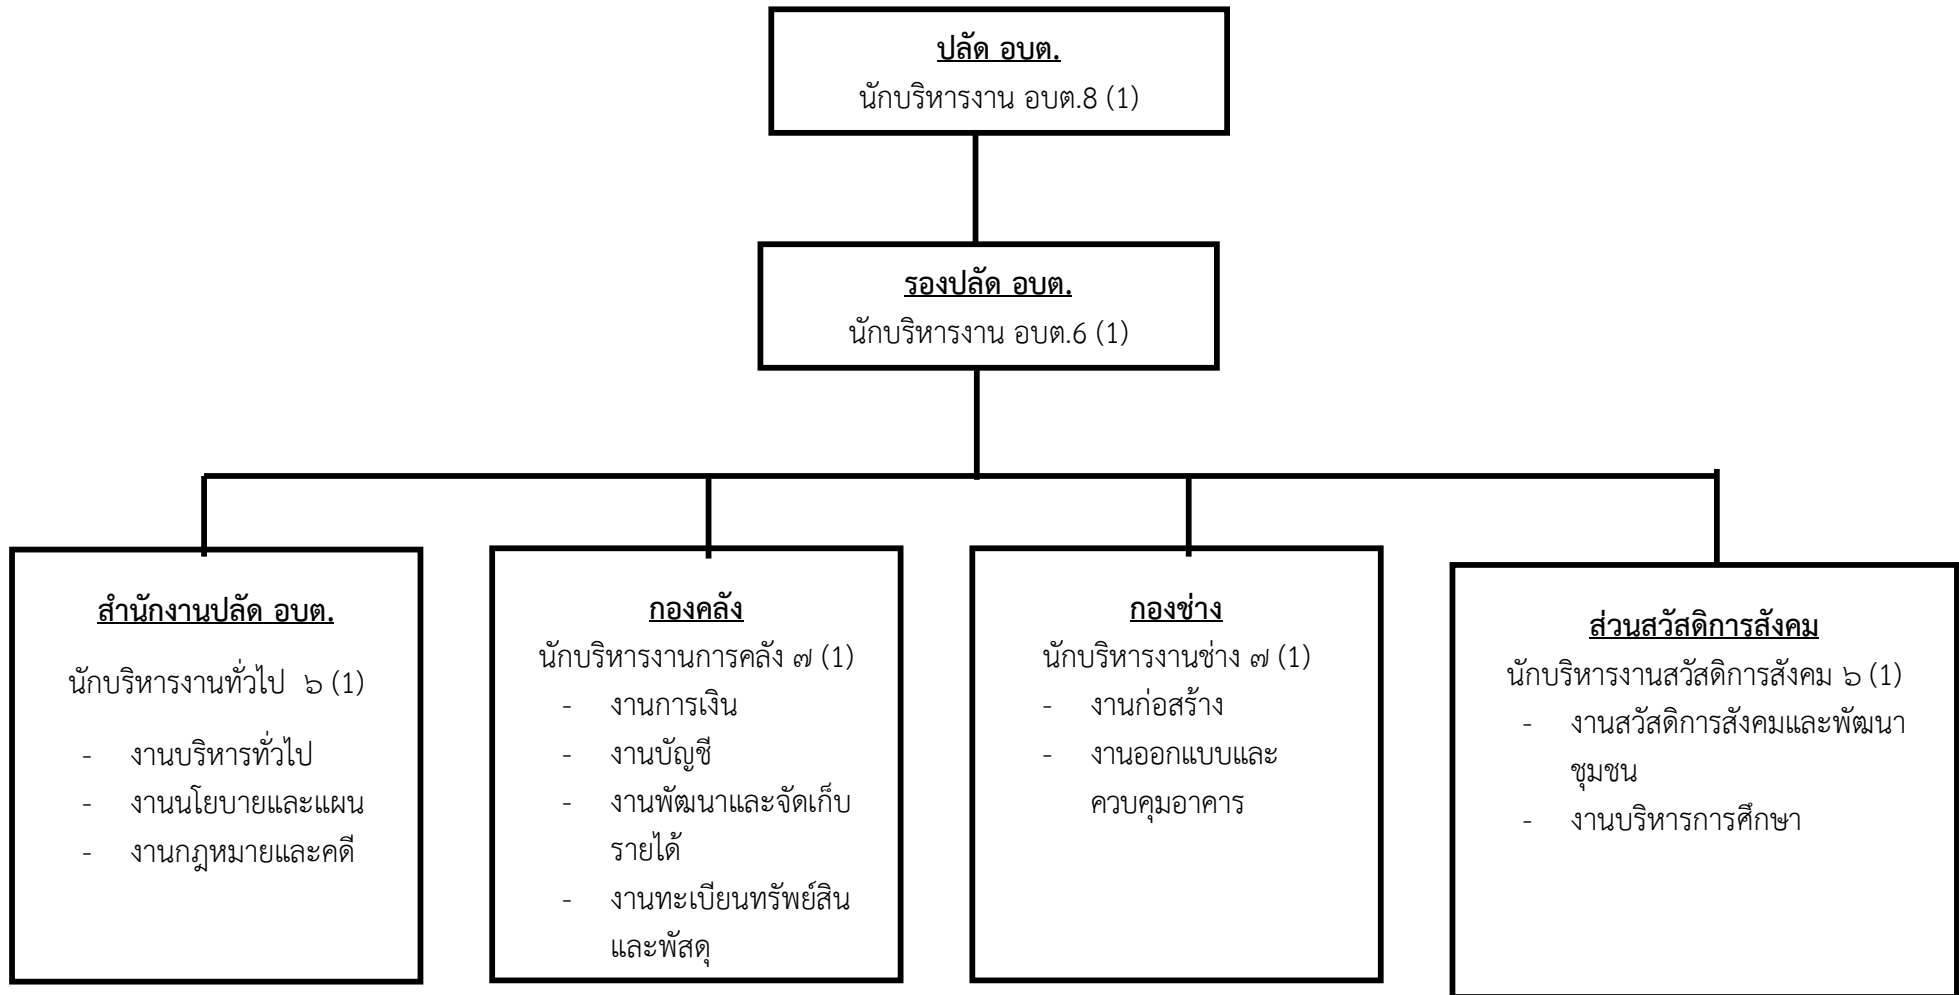 ปลัด อบต.
นักบริหารงาน อบต.8 (1)
รองปลัด อบต.
นักบริหารงาน อบต.6 (1)
สำนักงานปลัด อบต.
นักบริหารงานทั่วไป ๖ (1)
- งานบริหารทั่วไป
- งานนโยบายและแผน
- งานกฎหมายและคดี
กองคลัง
นักบริหารงานการคลัง ๗ (1)
- งานการเงิน
- งานบัญชี
- งานพัฒนาและจัดเก็บ
รายได้
- งานทะเบียนทรัพย์สิน
และพัสดุ
กองช่าง
นักบริหารงานช่าง ๗ (1)
- งานก่อสร้าง
- งานออกแบบและ
ควบคุมอาคาร
ส่วนสวัสดิการสังคม
นักบริหารงานสวัสดิการสังคม ๖ (1)
- งานสวัสดิการสังคมและพัฒนา
ชุมชน
- งานบริหารการศึกษา